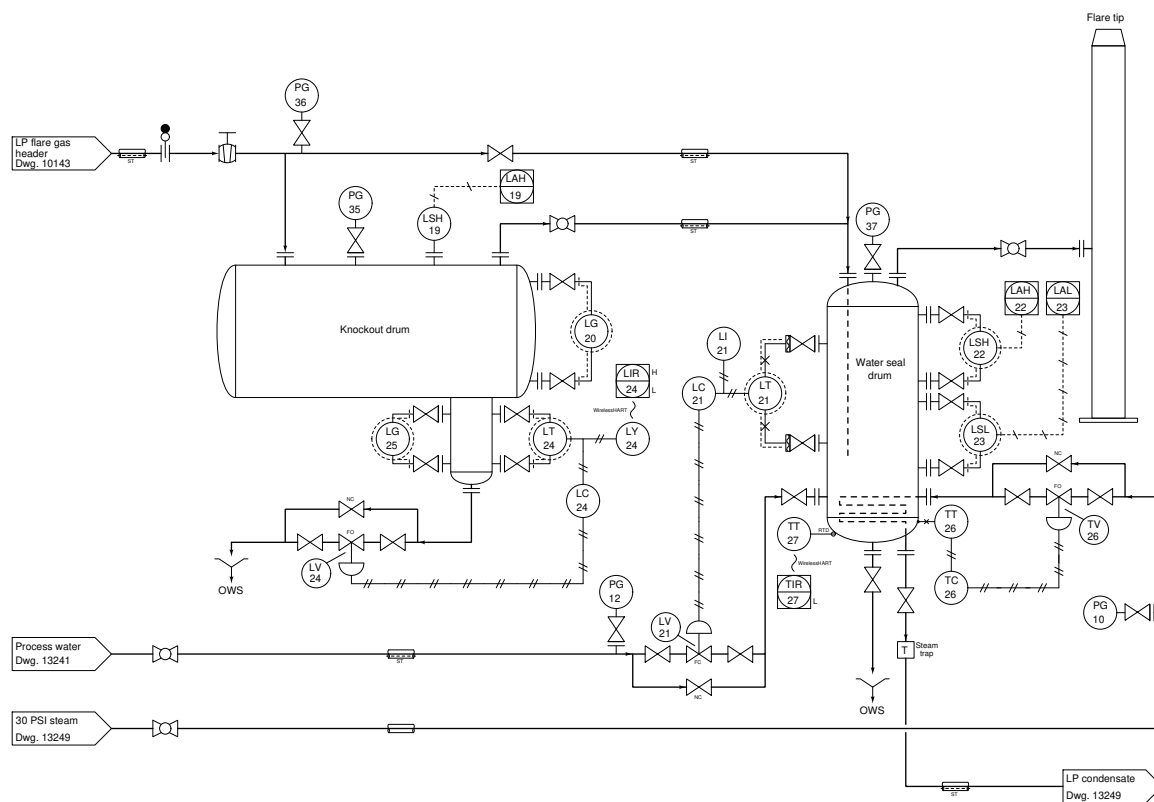 Flare tip
PG
36
LP flare gas
header
Dwg. 10143
ST
ST
LAH
19
PG
35
LSH
19
PG
37
ST
LAH
22
LAL
23
Knockout drum
LG
20
LI
21
Water seal
drum
LSH
22
LIR
24
H
L
LC
21
LT
21
WirelessHART
LG
25
LT
24
LY
24
LSL
23
NC
NC
LC
24
FO
FO
LV
24
TT
27
RTD
TT
26
TV
26
WirelessHART
OWS
PG
12
TIR
27
L
TC
26
PG
10
LV
21
Process water
Dwg. 13241
ST
FC
T
Steam
trap
NC
OWS
30 PSI steam
Dwg. 13249
ST
LP condensate
Dwg. 13249